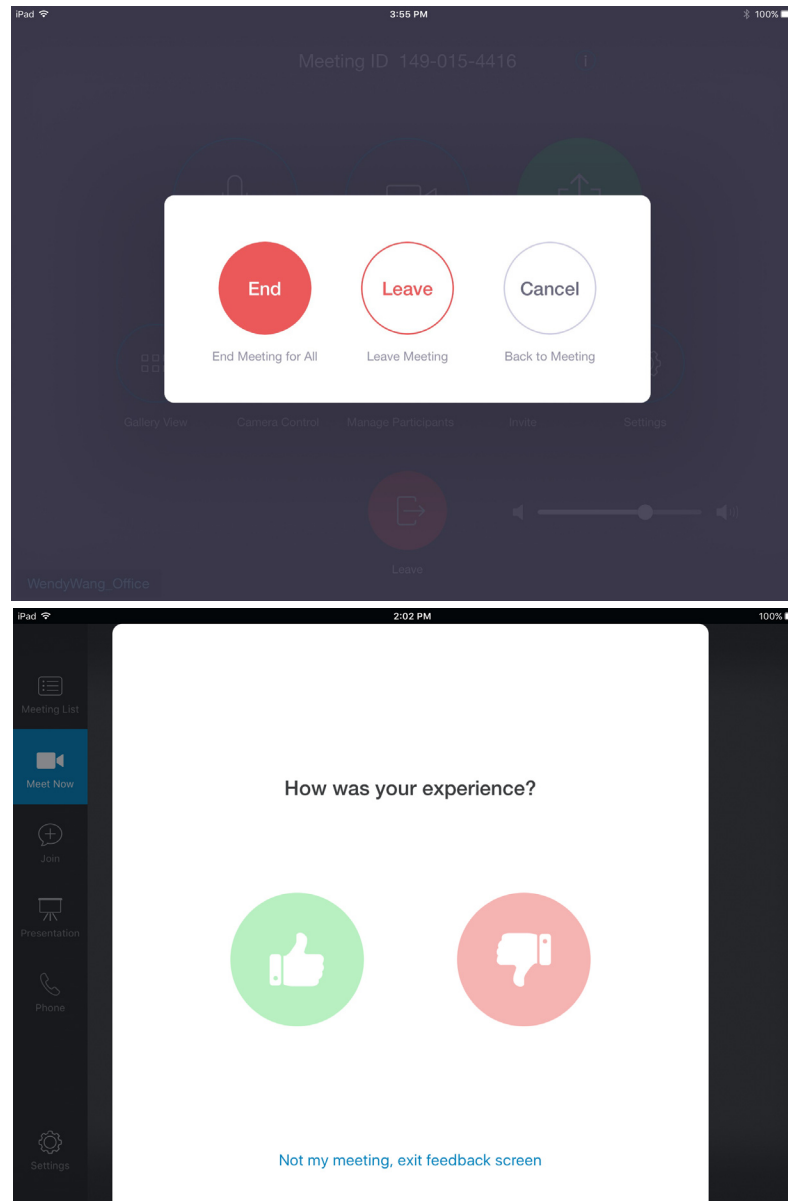 iPad 3:55 PM 100%
Meeting ID 149-015-4416
End Leave Cancel
End Meeting for All Leave Meeting Back to Meeting
Gallery View Camera Control Manage Participants Invite Settings
Leave
WendyWang_Office
iPad 2:02 PM 100%
Meeting List
Meet Now
How was your experience?
Join
Presentation
Phone
Not my meeting, exit feedback screen
Settings